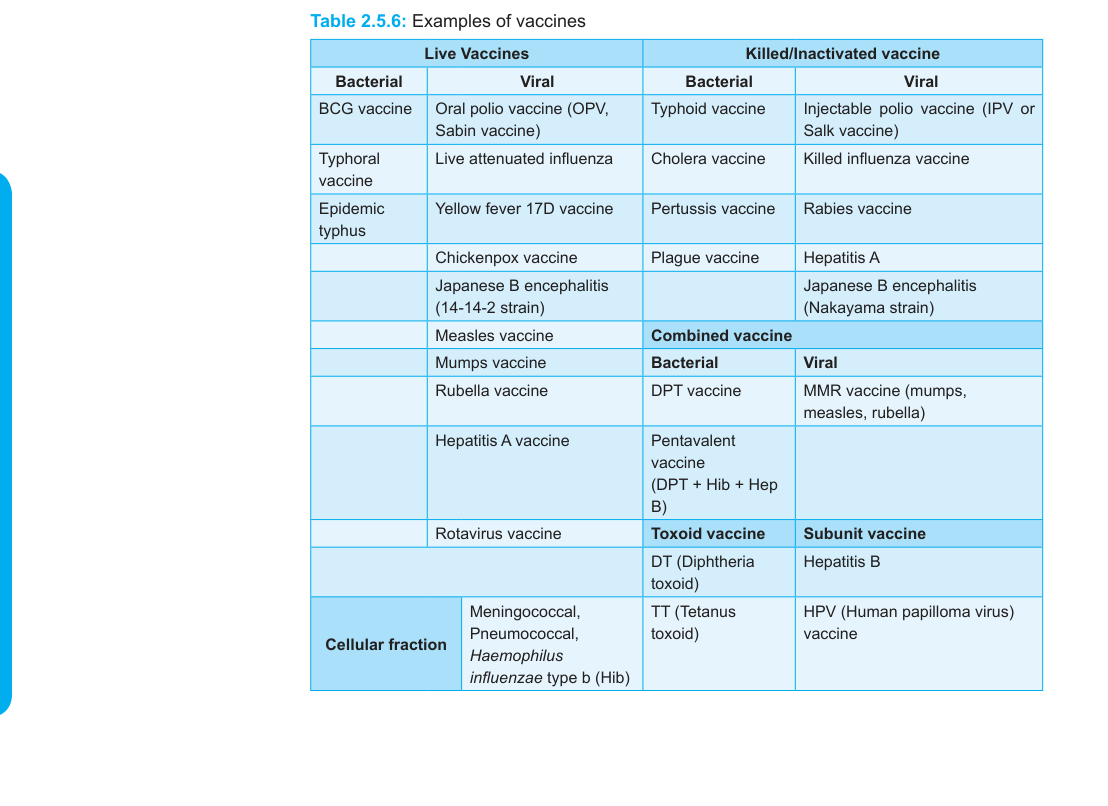 Table 2.5.6: Examples of vaccines
Live Vaccines
Killed/Inactivated vaccine
Bacterial
Viral
Bacterial
Viral
BCG vaccine
Oral polio vaccine (OPV,
Sabin vaccine)
Typhoid vaccine
Injectable polio vaccine (IPV or
Salk vaccine)
Typhoral
vaccine
Live attenuated influenza
Cholera vaccine
Killed influenza vaccine
Epidemic
typhus
Yellow fever 17D vaccine
Pertussis vaccine
Rabies vaccine
Chickenpox vaccine
Plague vaccine
Hepatitis A
Japanese B encephalitis
(14-14-2 strain)
Japanese B encephalitis
(Nakayama strain)
Measles vaccine
Combined vaccine
Mumps vaccine
Bacterial
Viral
Rubella vaccine
DPT vaccine
MMR vaccine (mumps,
measles, rubella)
Hepatitis A vaccine
Pentavalent
vaccine
(DPT + Hib + Hep
B)
Rotavirus vaccine
Toxoid vaccine
Subunit vaccine
DT (Diphtheria
toxoid)
Hepatitis B
Cellular fraction
Meningococcal,
Pneumococcal,
Haemophilus
influenzae type b (Hib)
TT (Tetanus
toxoid)
HPV (Human papilloma virus)
vaccine